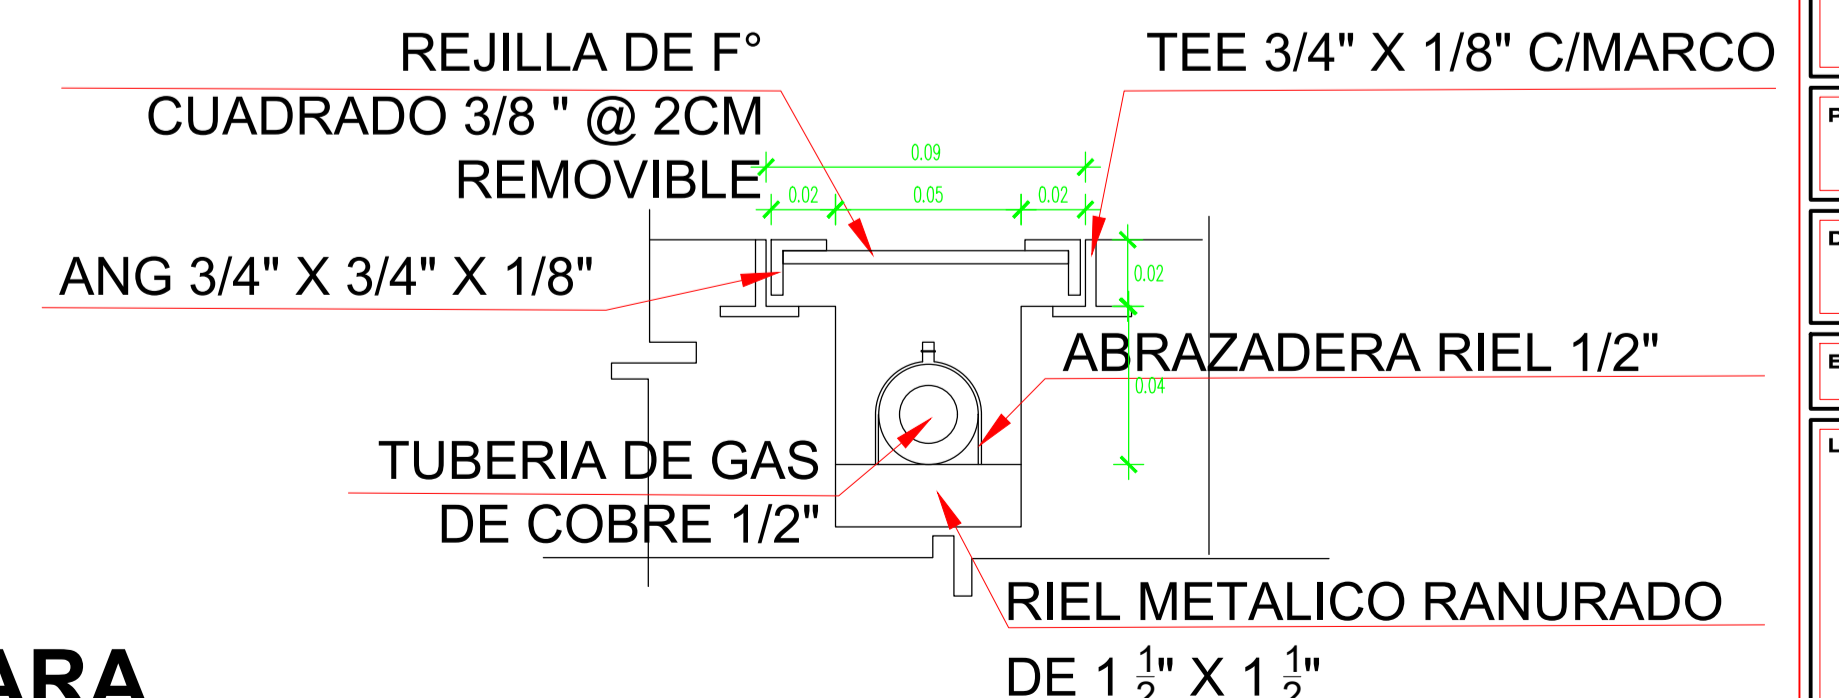 REJILLA DE F°
CUADRADO 3/8 " @ 2CM
REMOVIBLE
TEE 3/4" X 1/8" C/MARCO
0.09
0.02
0.05
0.02
ANG 3/4" X 3/4" X 1/8"
0.02
ABRAZADERA RIEL 1/2"
0.04
TUBERIA DE GAS
DE COBRE 1/2"
RIEL METALICO RANURADO
DE 1 1/2" X 1 1/2"
ARA
P
D
E
L